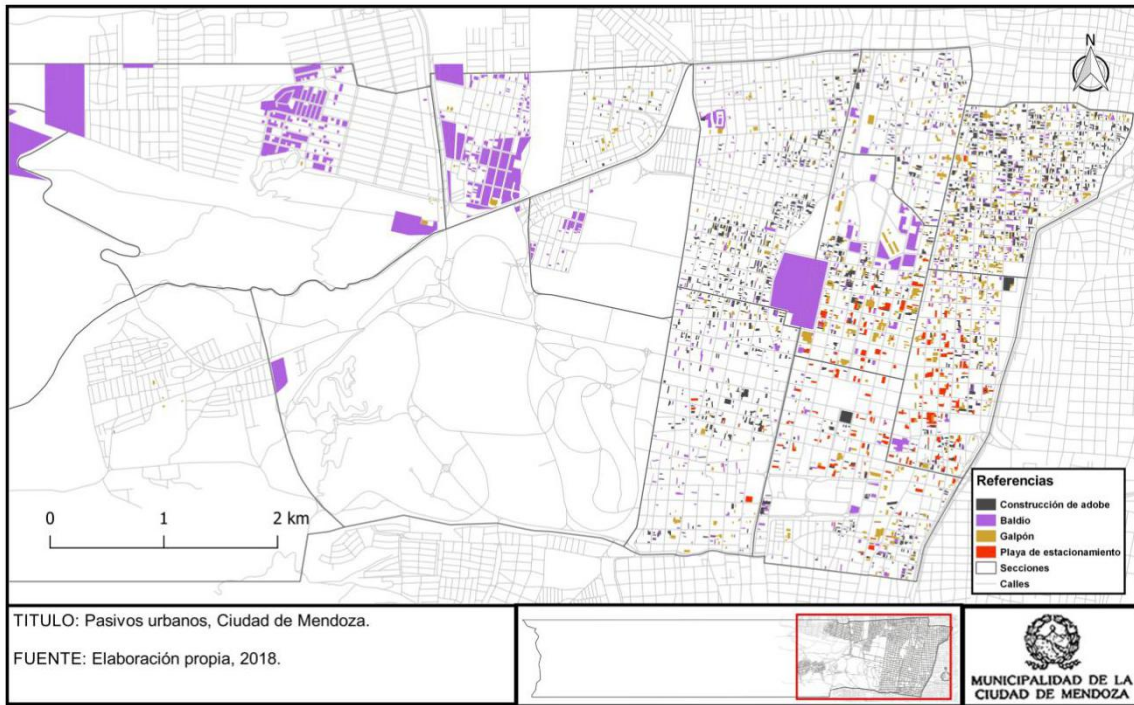 N
0 1 2 km
Referencias
Construcción de adobe
Baldio
Galpón
Playa de estacionamiento
Secciones
Calles
TITULO: Pasivos urbanos, Ciudad de Mendoza.
FUENTE: Elaboración propia, 2018.
MUNICIPALIDAD DE LA
CIUDAD DE MENDOZA